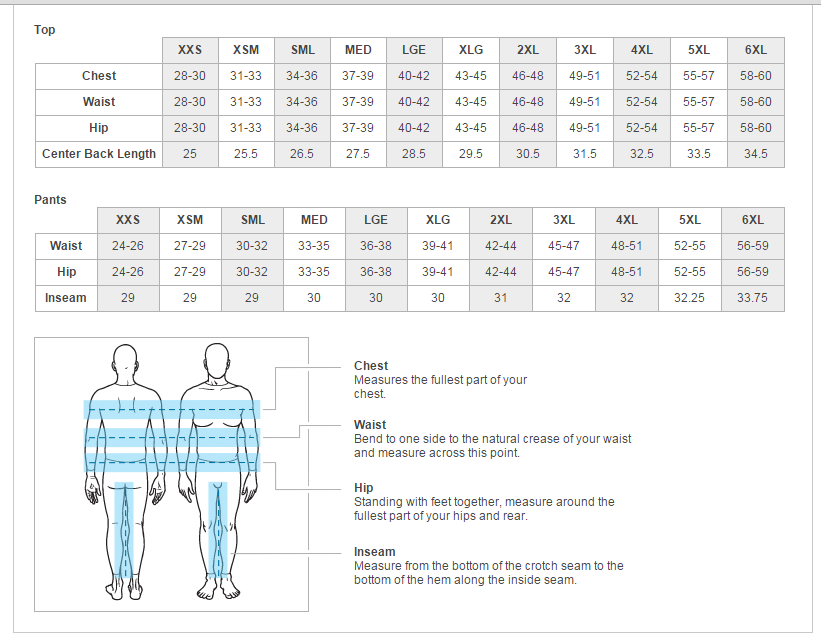 Top
XXS XSM SML MED LGE XLG 2XL 3XL 4XL 5XL 6XL
Chest 28-30 31-33 34-36 37-39 40-42 43-45 46-48 49-51 52-54 55-57 58-60
Waist 28-30 31-33 34-36 37-39 40-42 43-45 46-48 49-51 52-54 55-57 58-60
Hip 28-30 31-33 34-36 37-39 40-42 43-45 46-48 49-51 52-54 55-57 58-60
Center Back Length 25 25.5 26.5 27.5 28.5 29.5 30.5 31.5 32.5 33.5 34.5
Pants
XXS XSM SML MED LGE XLG 2XL 3XL 4XL 5XL 6XL
Waist 24-26 27-29 30-32 33-35 36-38 39-41 42-44 45-47 48-51 52-55 56-59
Hip 24-26 27-29 30-32 33-35 36-38 39-41 42-44 45-47 48-51 52-55 56-59
Inseam 29 29 29 30 30 30 31 32 32 32.25 33.75
Chest
Measures the fullest part of your
chest.
Waist
Bend to one side to the natural crease of your waist
and measure across this point.
Hip
Standing with feet together, measure around the
fullest part of your hips and rear.
Inseam
Measure from the bottom of the crotch seam to the
bottom of the hem along the inside seam.